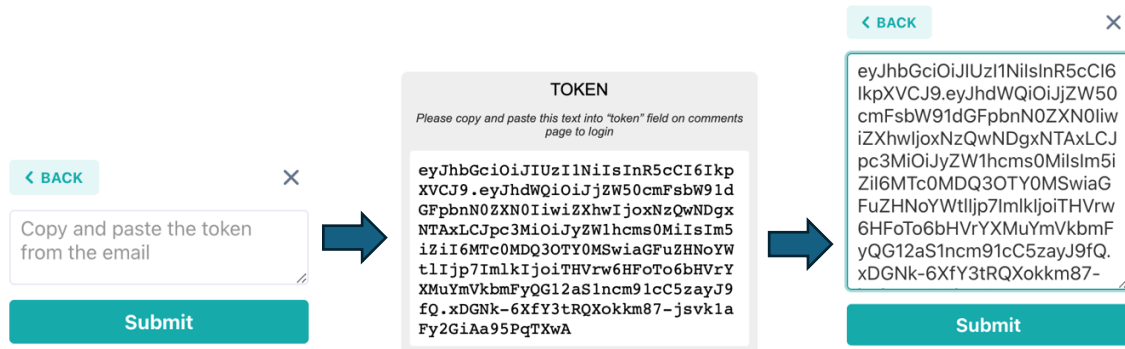 < BACK
×
Copy and paste the token
from the email
Submit
TOKEN
Please copy and paste this text into “token” field on comments
page to login
eyJhbGciOiJIUzI1NiIsInR5cCI6Ikp
XVCJ9.eyJhdWQiOiJjZW50cmFsbW91d
GFpbnN0ZXN0IiwiZXhwIjoxNzQwNDgx
NTAxLCJpc3MiOiJyZW1hcms0MiIsIm5
iZiI6MTc0MDQ3OTY0MSwiaGFuZHNoYW
tlIjp7ImlkIjoiTHVrw6HFoTo6bHVrY
XMuYmVkbmFyQG12aS1ncm91cC5zayJ9
fQ.xDGNk-6XfY3tRQXokkm87-jsvk1a
Fy2GiAa95PqTXwA
< BACK
×
eyJhbGciOiJIUzI1NiIsInR5cCI6
IkpXVCJ9.eyJhdWQiOiJjZW50
cmFsbW91dGFpbnN0ZXN0Iiw
iZXhwIjoxNzQwNDgxNTAxLCJ
pc3MiOiJyZW1hcms0MiIsIm5i
ZiI6MTc0MDQ3OTY0MSwiaG
FuZHNoYWtlIjp7ImlkIjoiTHVrw
6HFoTo6bHVrYXMuYmVkbmF
yQG12aS1ncm91cC5zayJ9fQ.
xDGNk-6XfY3tRQXokkm87-
Submit